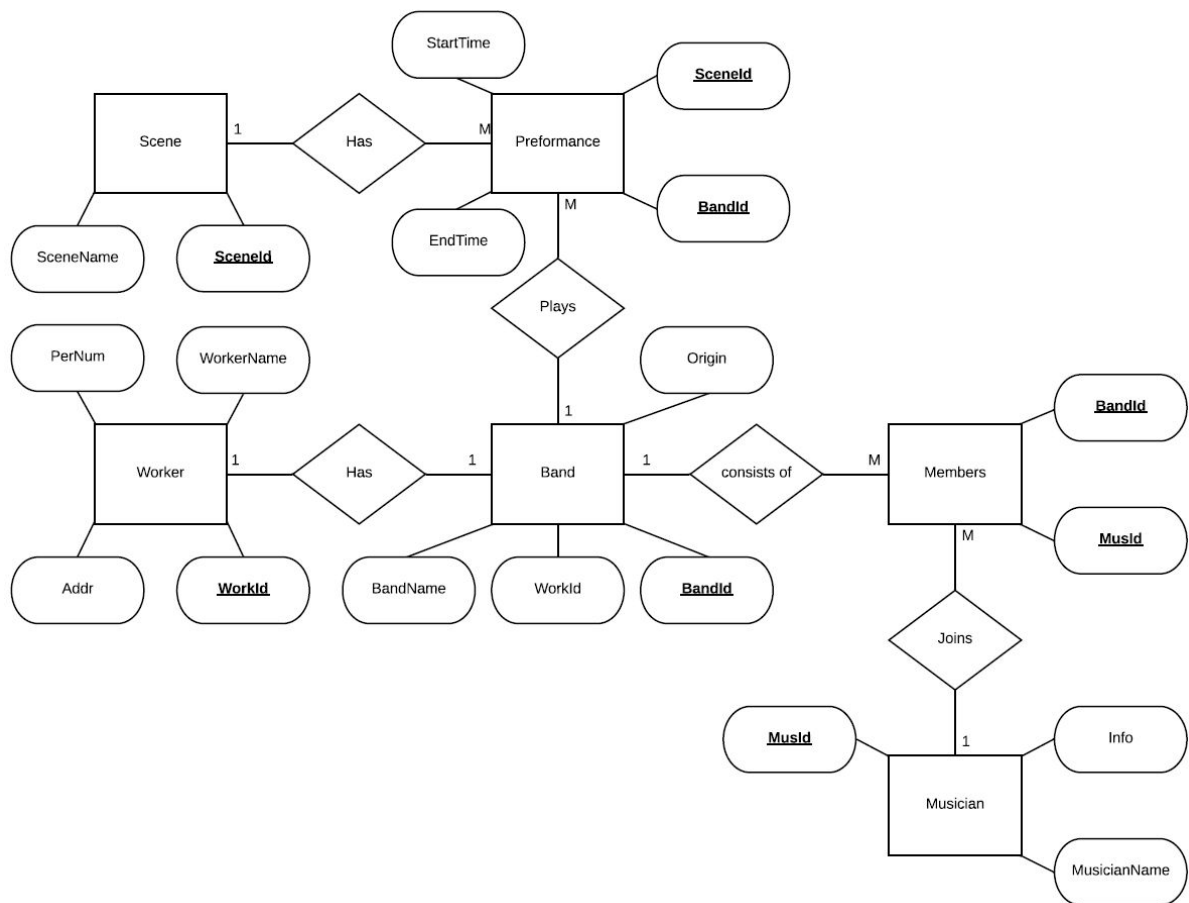 StartTime
SceneId
Scene
1
Has
M
Preformance
SceneName
SceneId
EndTime
M
BandId
Plays
PerNum
WorkerName
Origin
1
BandId
Worker
1
Has
1
Band
1
consists of
M
Members
Addr
WorkId
BandName
WorkId
BandId
M
MusId
Joins
MusId
1
Info
Musician
MusicianName